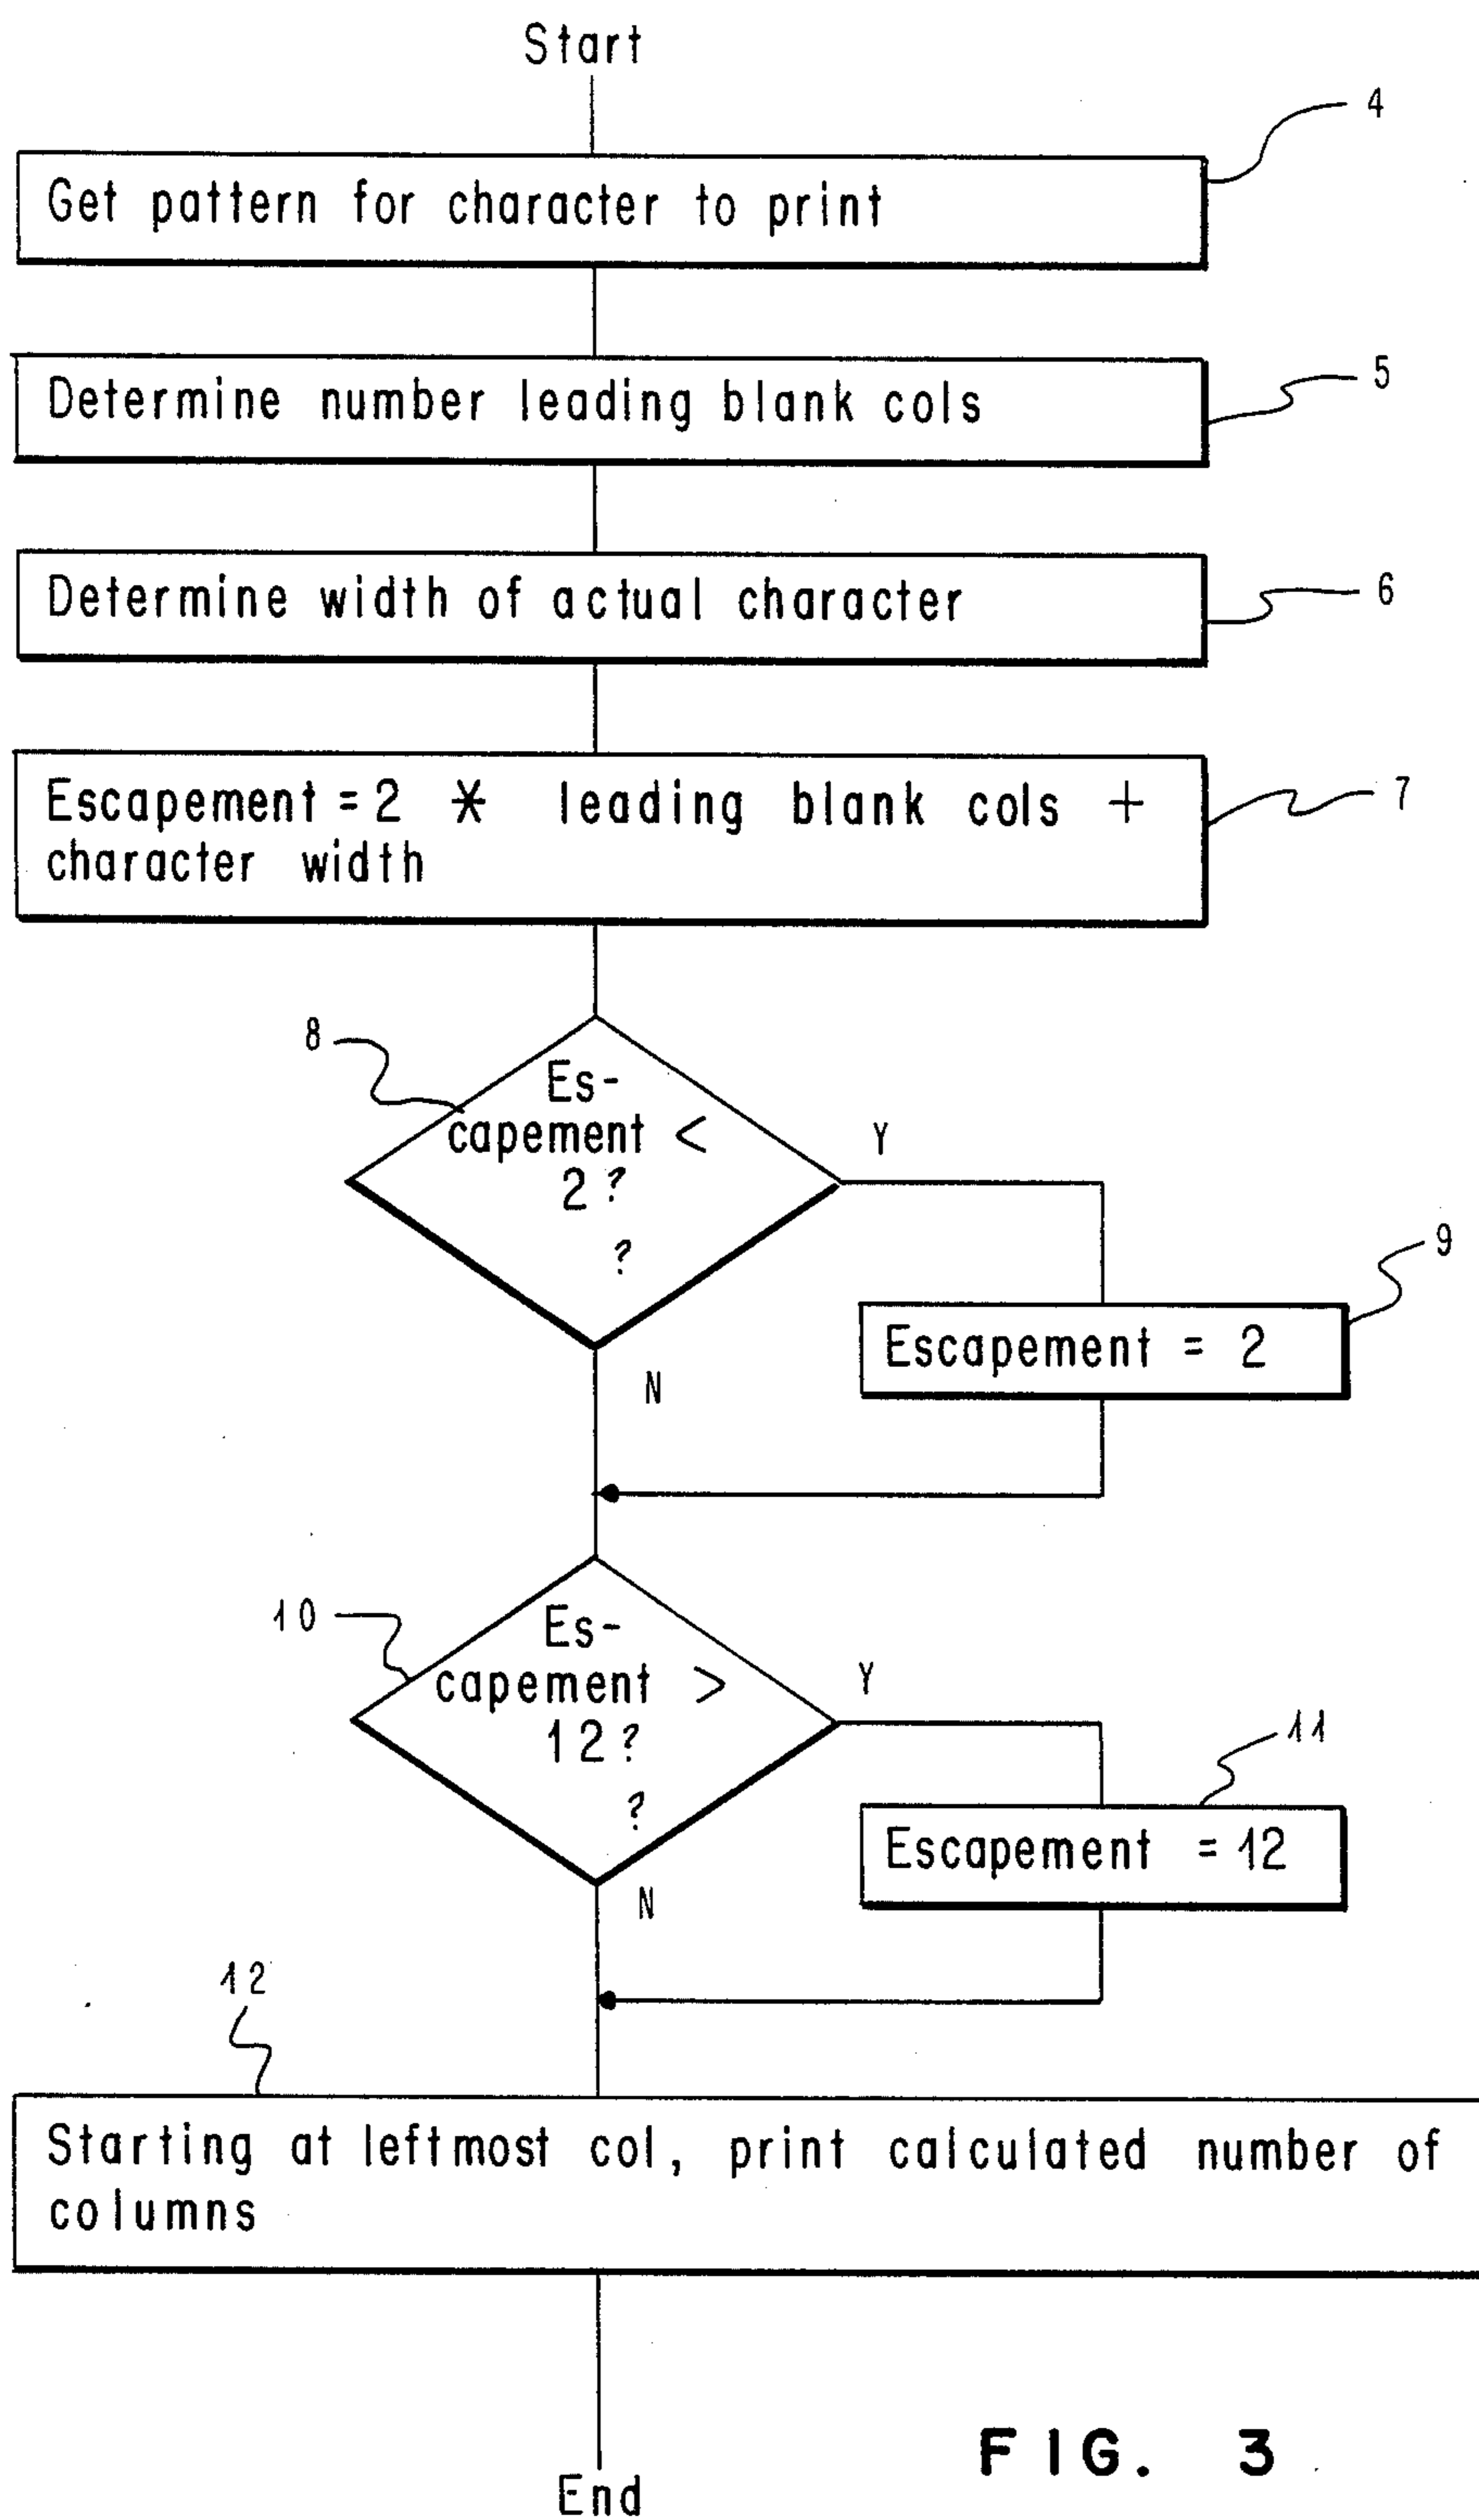 Start
4
Get pattern for character to print
5
Determine number leading blank cols
6
Determine width of actual character
7
Escapement = 2 * leading blank cols +
character width
8
Es-
capement <
2?
?
Y
9
Escapement = 2
N
10
Es-
capement >
12?
?
Y
11
Escapement = 12
N
12
Starting at leftmost col, print calculated number of
columns
End
FIG. 3